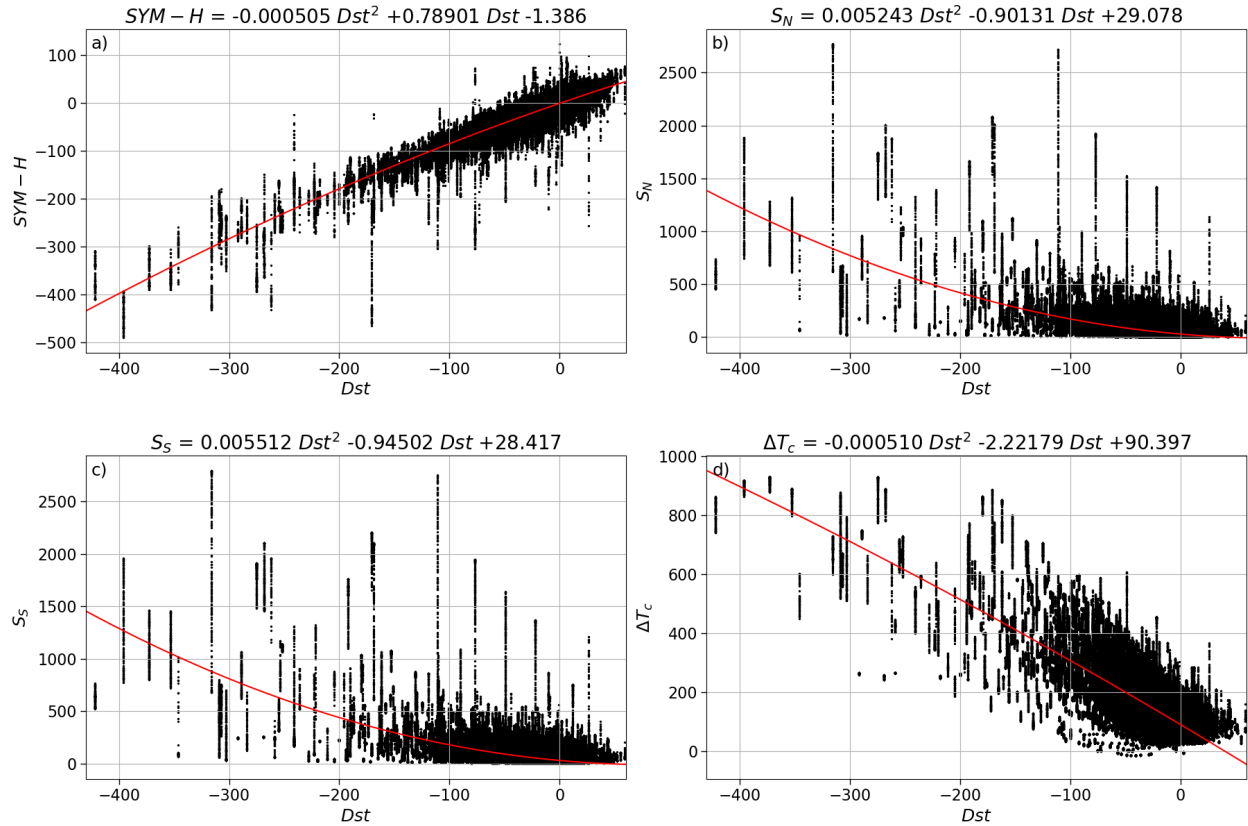 SYM − H = -0.000505 Dst² +0.78901 Dst -1.386
a)
100
0
−100
−200
−300
−400
−500
SYM − H
−400 −300 −200 −100 0
Dst
S_N = 0.005243 Dst² -0.90131 Dst +29.078
b)
2500
2000
1500
1000
500
0
S_N
−400 −300 −200 −100 0
Dst
S_S = 0.005512 Dst² -0.94502 Dst +28.417
c)
2500
2000
1500
1000
500
0
S_S
−400 −300 −200 −100 0
Dst
ΔT_c = -0.000510 Dst² -2.22179 Dst +90.397
d)
1000
800
600
400
200
0
ΔT_c
−400 −300 −200 −100 0
Dst